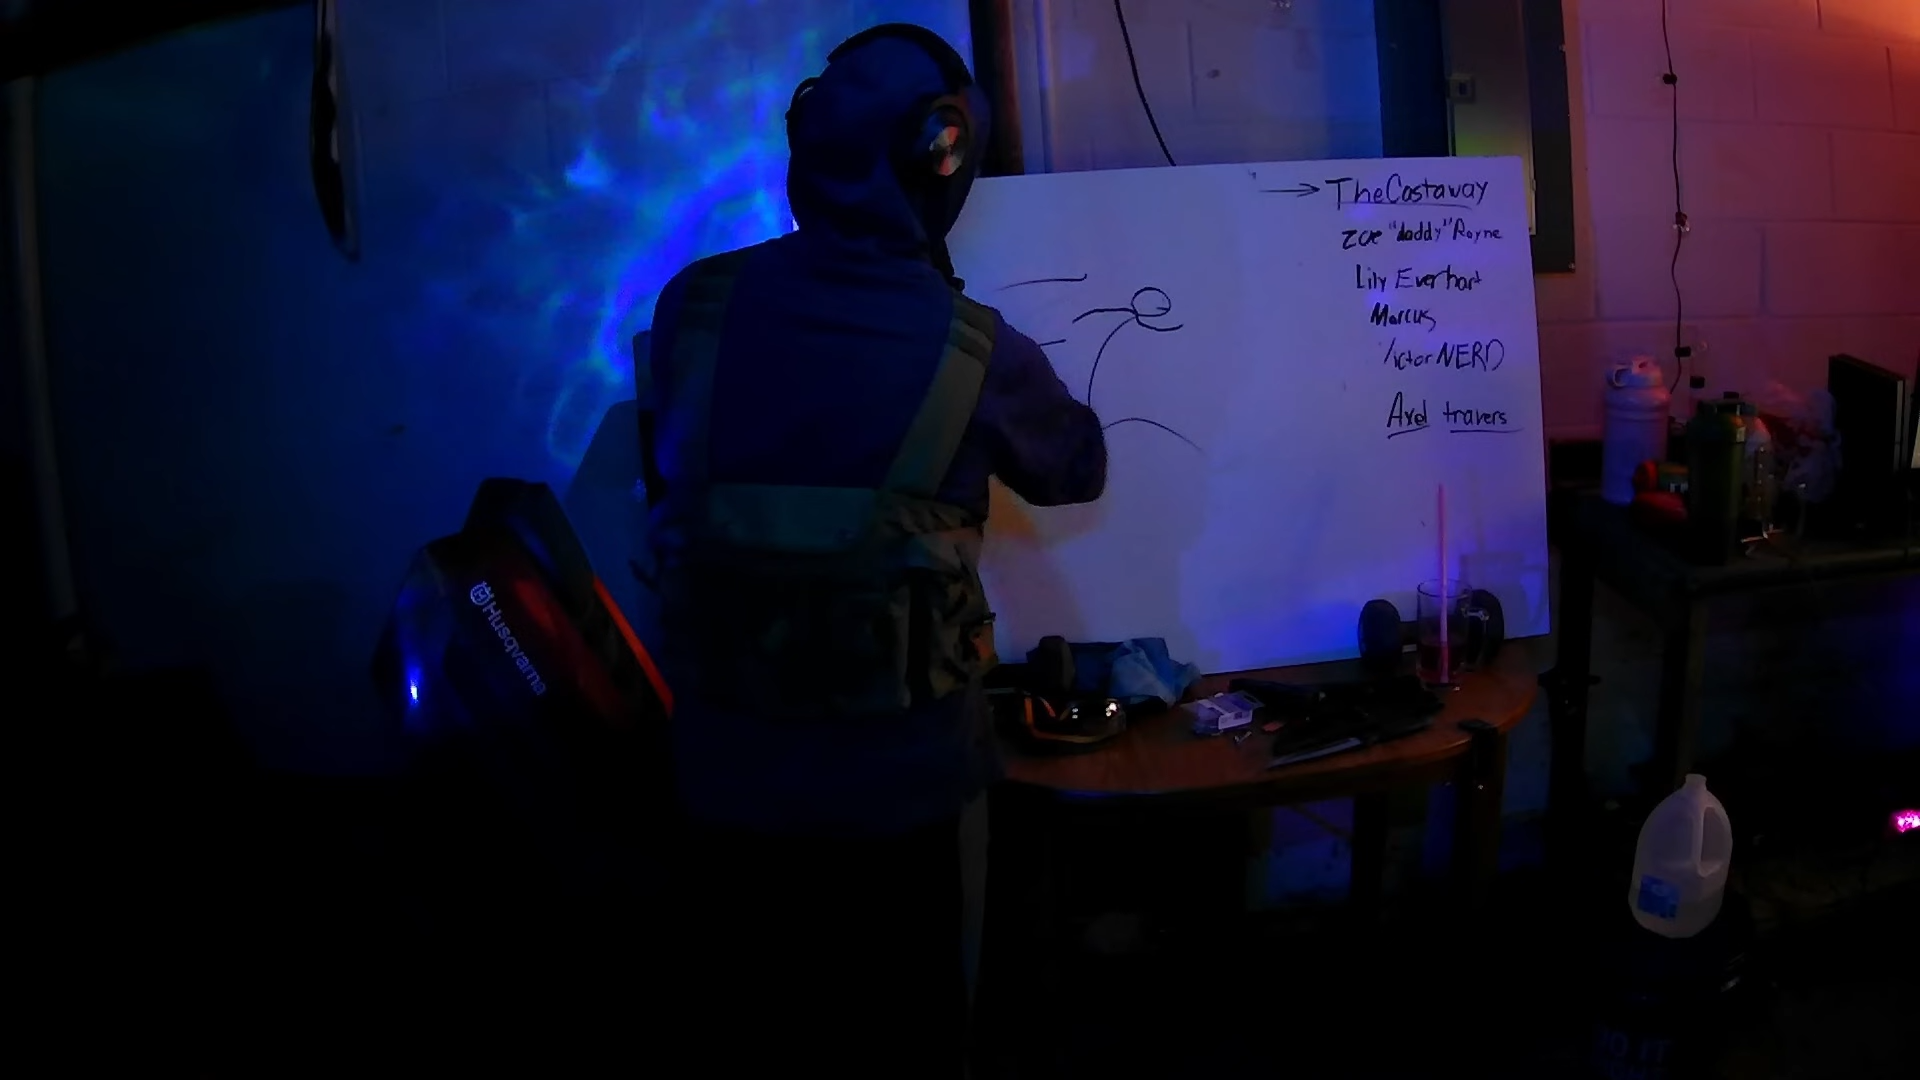 TheCastaway
Zoe "daddy" Rayne
Lily Everhart
Marcus
Victor NERD
Axel travers
Husqvarna